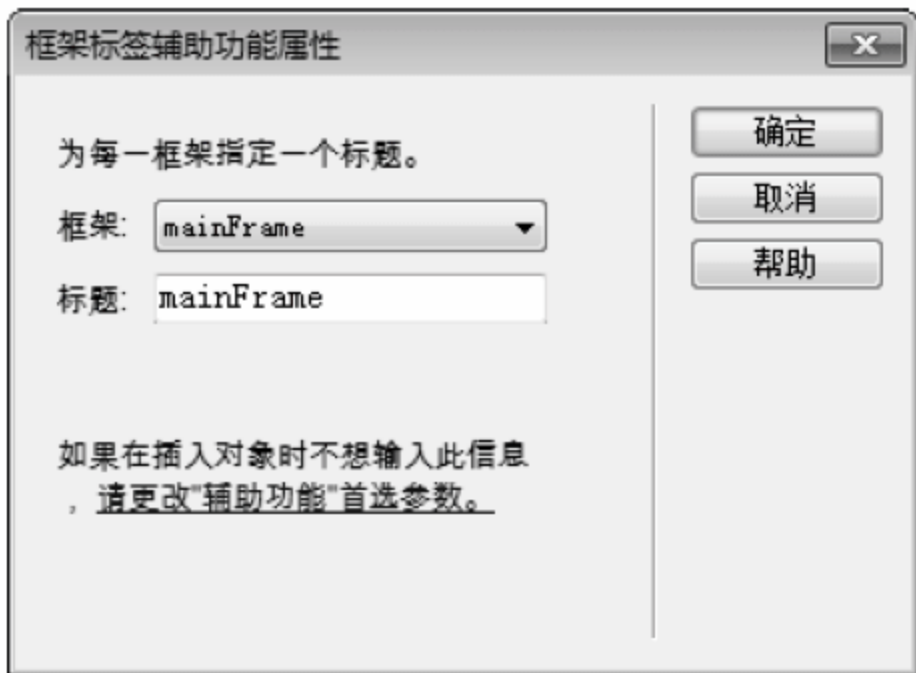 框架标签辅助功能属性
为每一框架指定一个标题。
框架: mainFrame
标题: mainFrame
如果在插入对象时不想输入此信息
，请更改"辅助功能"首选参数。
确定
取消
帮助